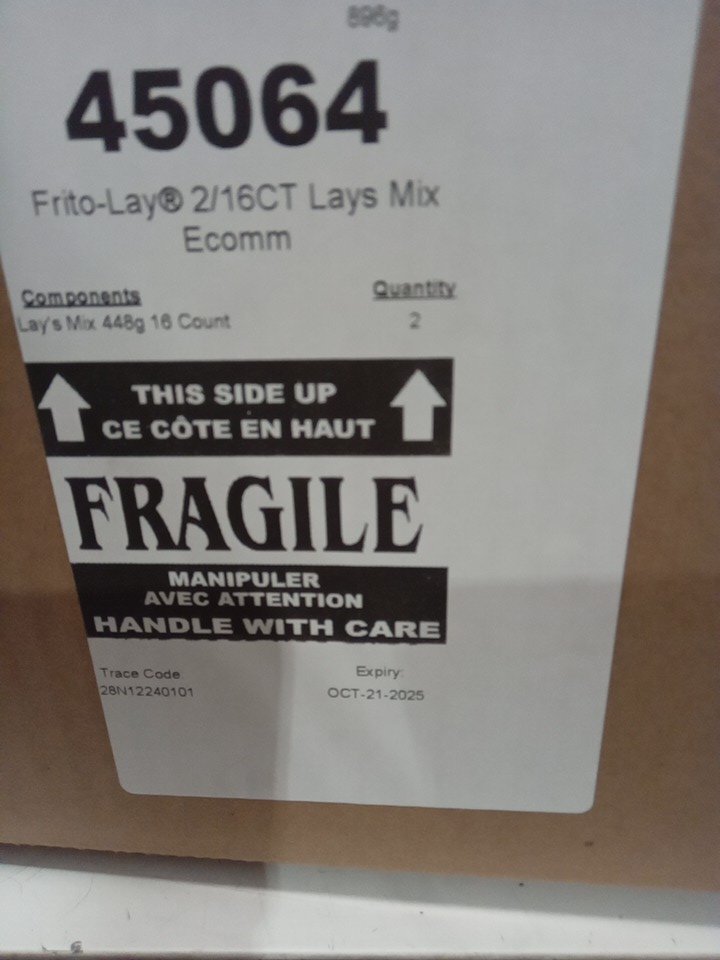 896g
45064
Frito-Lay® 2/16CT Lays Mix
Ecomm
Components Quantity
Lay's Mix 448g 16 Count 2
THIS SIDE UP
CE CÔTE EN HAUT
FRAGILE
MANIPULER
AVEC ATTENTION
HANDLE WITH CARE
Trace Code: Expiry:
28N12240101 OCT-21-2025